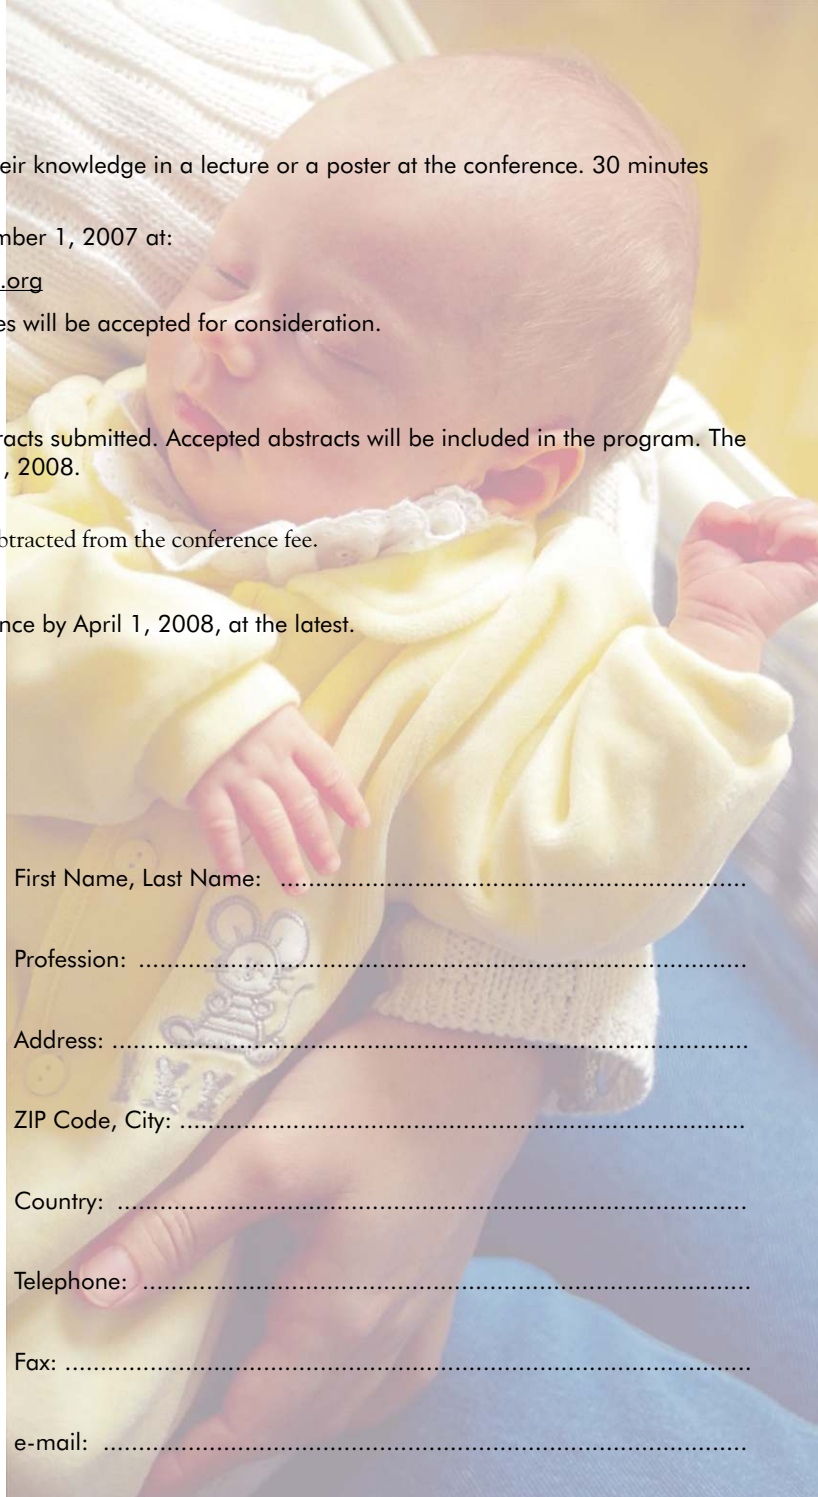 eir knowledge in a lecture or a poster at the conference. 30 minutes
mber 1, 2007 at:
.org
es will be accepted for consideration.
racts submitted. Accepted abstracts will be included in the program. The
, 2008.
btracted from the conference fee.
nce by April 1, 2008, at the latest.
First Name, Last Name: ..................................................................
Profession: ......................................................................................
Address: ..........................................................................................
ZIP Code, City: ................................................................................
Country: .........................................................................................
Telephone: ......................................................................................
Fax: .................................................................................................
e-mail: ...........................................................................................